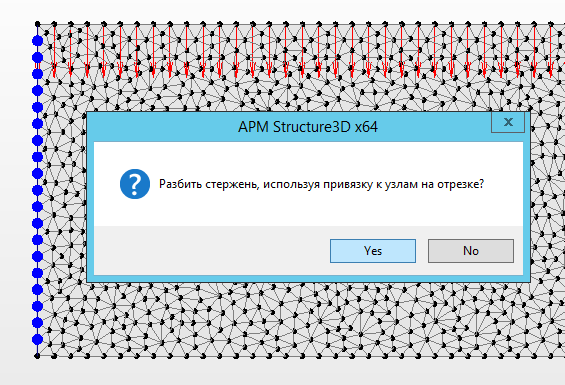 APM Structure3D x64
x
Разбить стержень, используя привязку к узлам на отрезке?
Yes
No